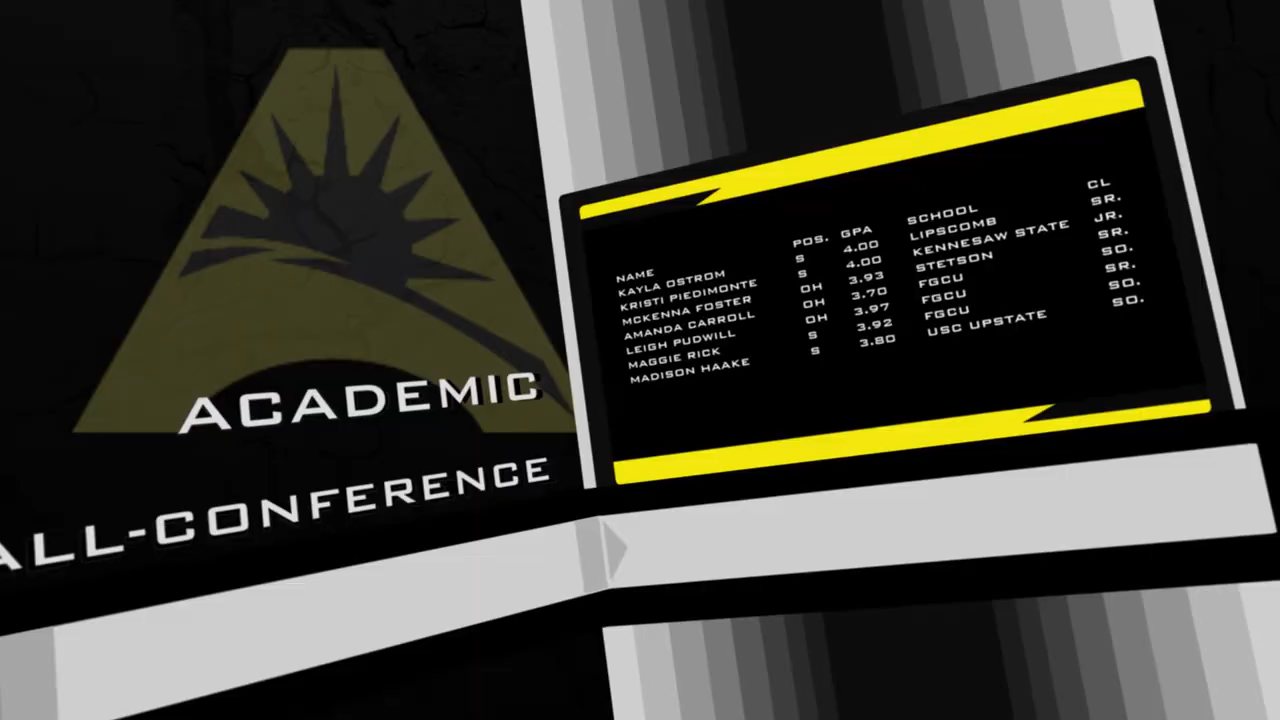 ACADEMIC
ALL-CONFERENCE
NAME POS. GPA SCHOOL CL
KAYLA OSTROM S 4.00 LIPSCOMB SR.
KRISTI PIEDIMONTE S 4.00 KENNESAW STATE JR.
MCKENNA FOSTER OH 3.93 STETSON SR.
AMANDA CARROLL OH 3.70 FGCU SO.
LEIGH PUDWILL OH 3.97 FGCU SR.
MAGGIE RICK S 3.92 FGCU SO.
MADISON HAAKE S 3.80 USC UPSTATE SO.